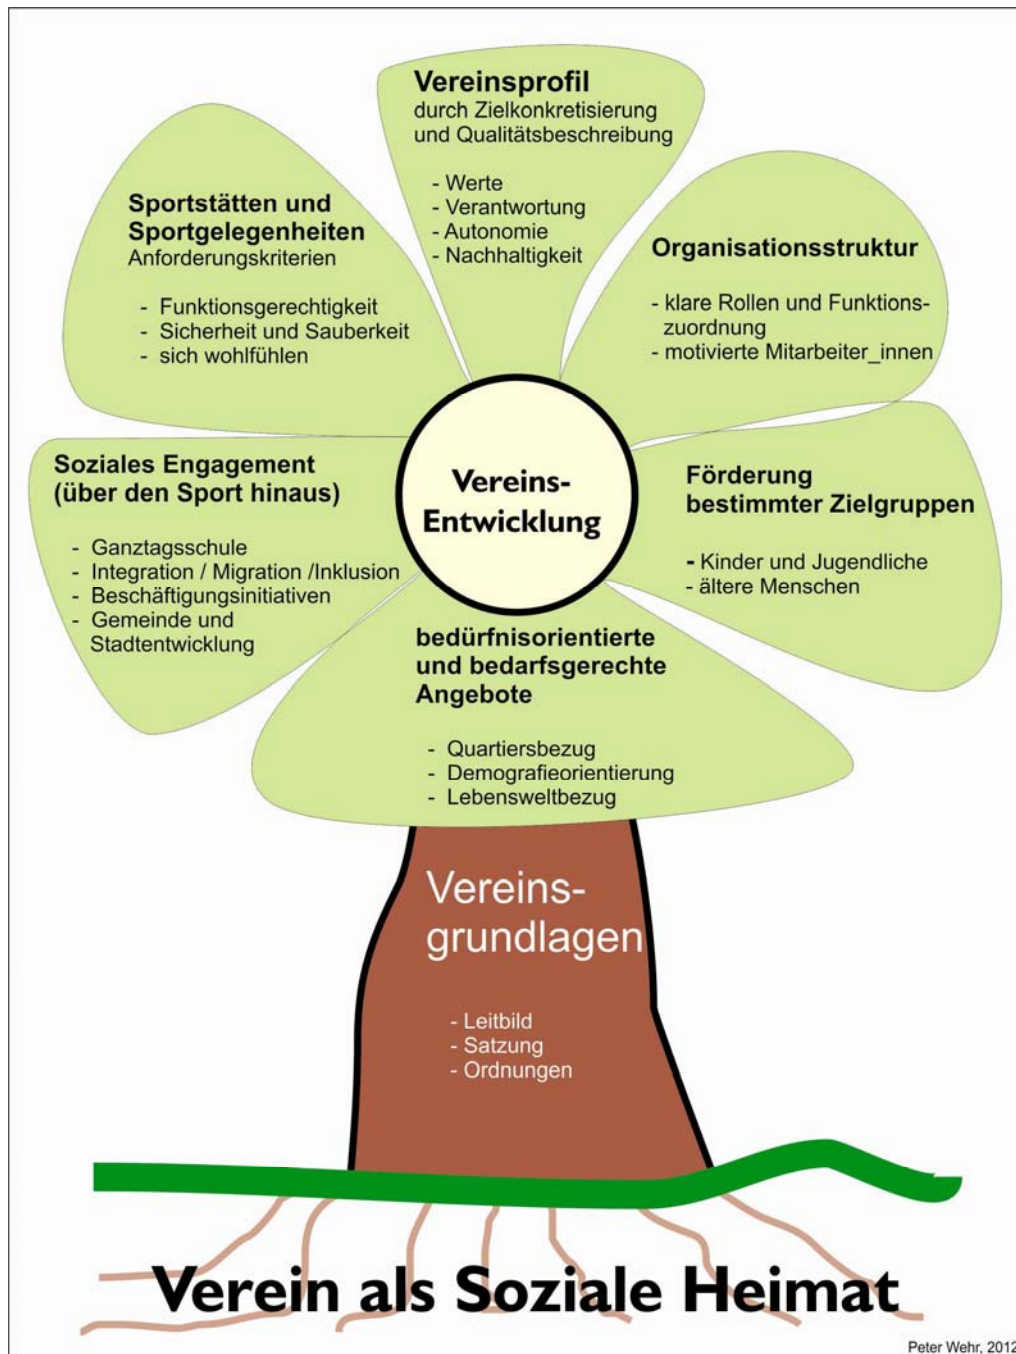 Vereinsprofil
durch Zielkonkretisierung
und Qualitätsbeschreibung
- Werte
- Verantwortung
- Autonomie
- Nachhaltigkeit
Sportstätten und
Sportgelegenheiten
Anforderungskriterien
- Funktionsgerechtigkeit
- Sicherheit und Sauberkeit
- sich wohlfühlen
Organisationsstruktur
- klare Rollen und Funktions-
zuordnung
- motivierte Mitarbeiter_innen
Vereins-
Entwicklung
Soziales Engagement
(über den Sport hinaus)
- Ganztagsschule
- Integration / Migration /Inklusion
- Beschäftigungsinitiativen
- Gemeinde und
Stadtentwicklung
Förderung
bestimmter Zielgruppen
- Kinder und Jugendliche
- ältere Menschen
bedürfnisorientierte
und bedarfsgerechte
Angebote
- Quartiersbezug
- Demografieorientierung
- Lebensweltbezug
Vereins-
grundlagen
- Leitbild
- Satzung
- Ordnungen
Verein als Soziale Heimat
Peter Wehr, 2012